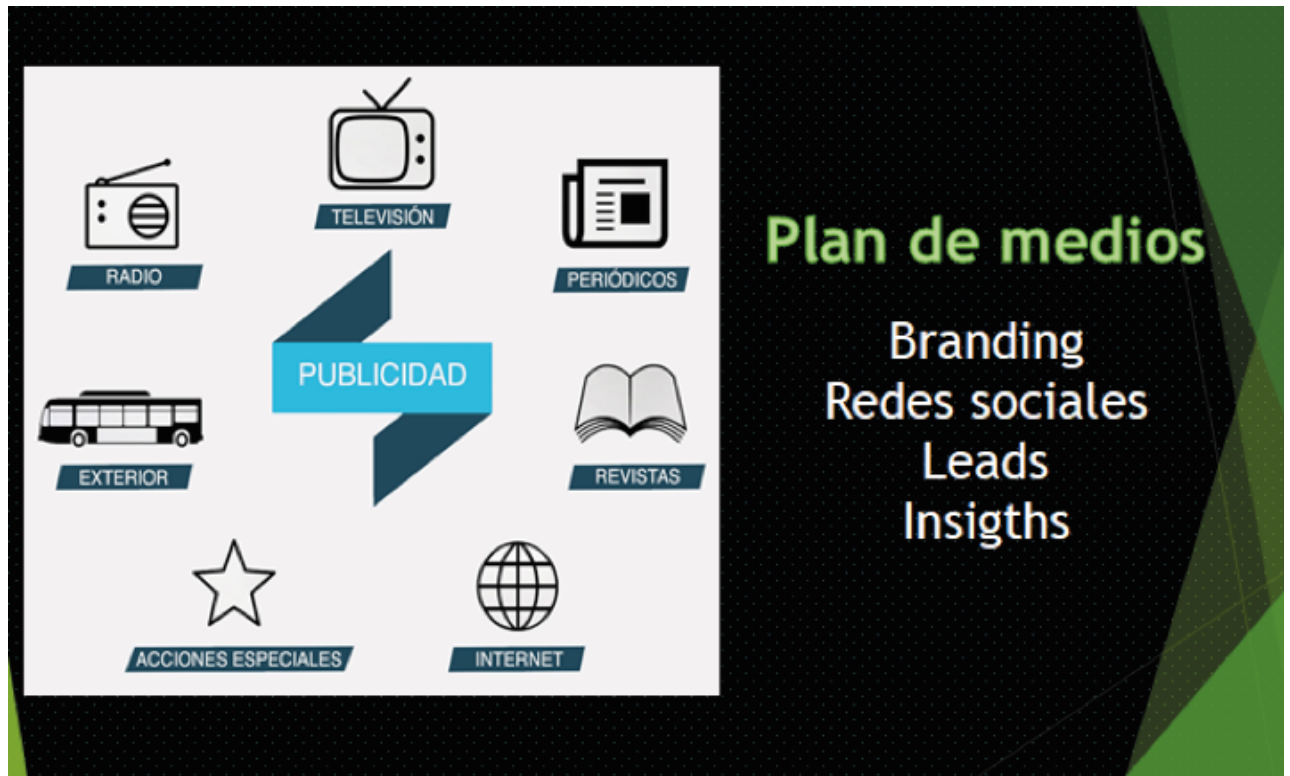 TELEVISIÓN
RADIO
PERIÓDICOS
PUBLICIDAD
EXTERIOR
REVISTAS
ACCIONES ESPECIALES
INTERNET
Plan de medios
Branding
Redes sociales
Leads
Insigths